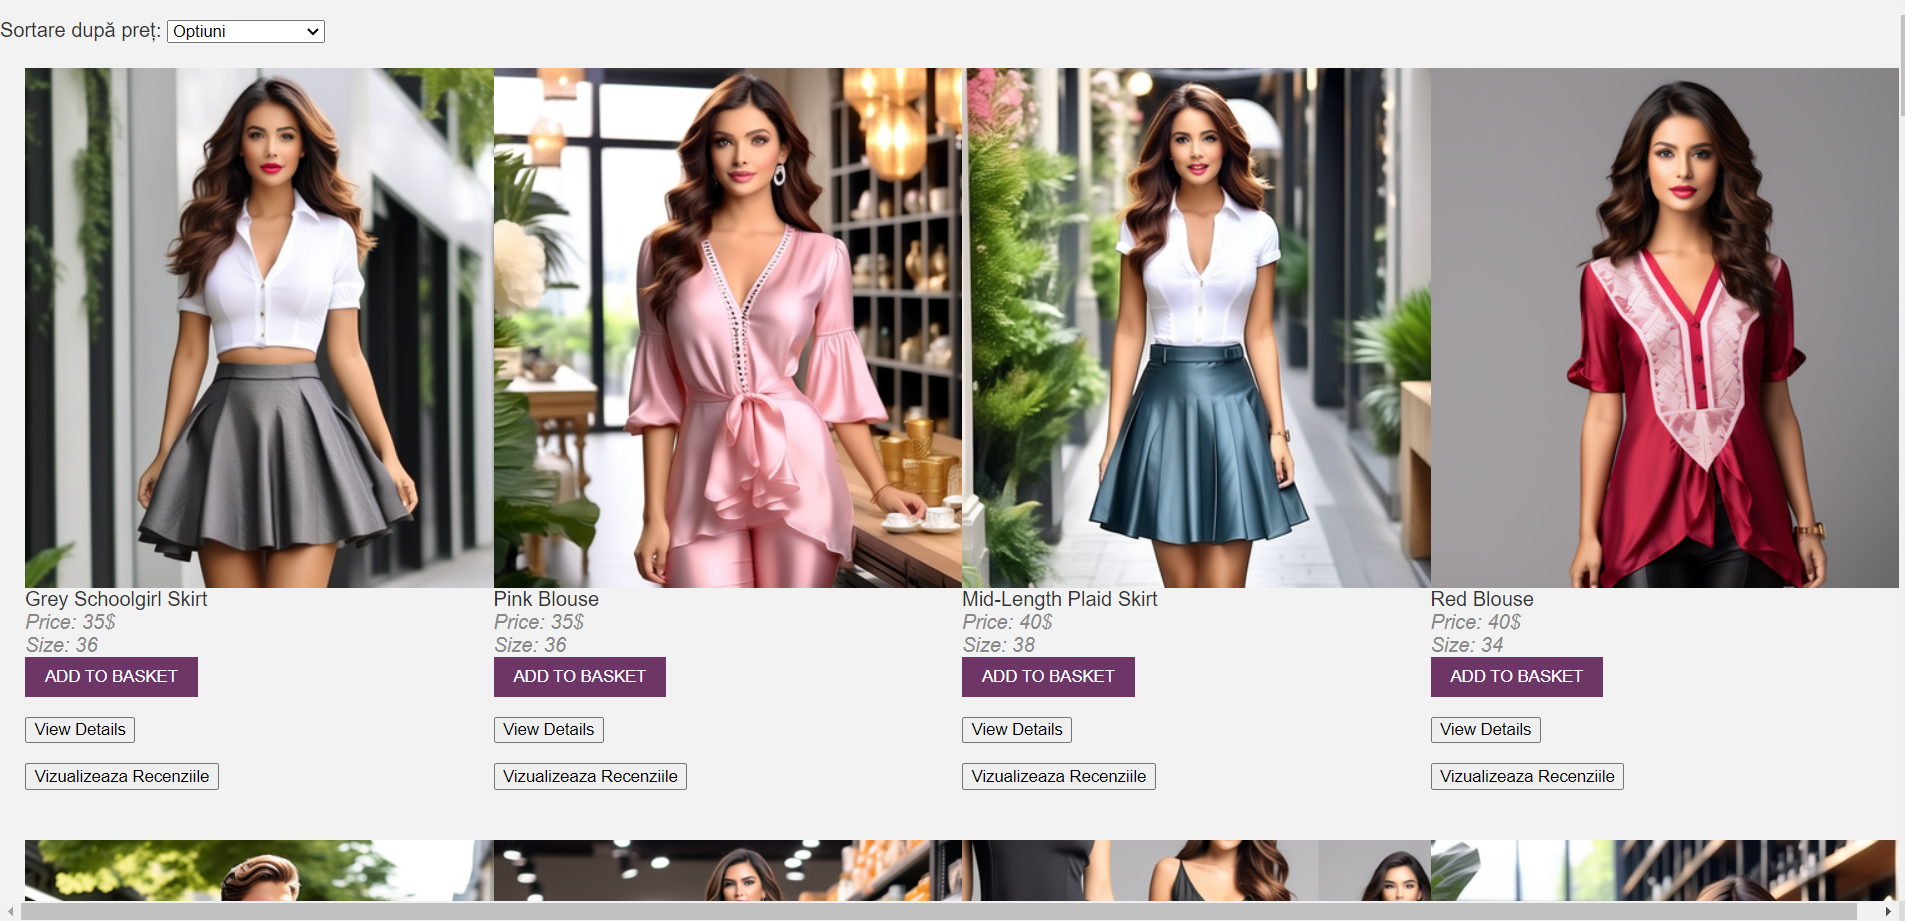 Sortare după preț: Optiuni
Grey Schoolgirl Skirt
Price: 35$
Size: 36
ADD TO BASKET
View Details
Vizualizeaza Recenziile
Pink Blouse
Price: 35$
Size: 36
ADD TO BASKET
View Details
Vizualizeaza Recenziile
Mid-Length Plaid Skirt
Price: 40$
Size: 38
ADD TO BASKET
View Details
Vizualizeaza Recenziile
Red Blouse
Price: 40$
Size: 34
ADD TO BASKET
View Details
Vizualizeaza Recenziile